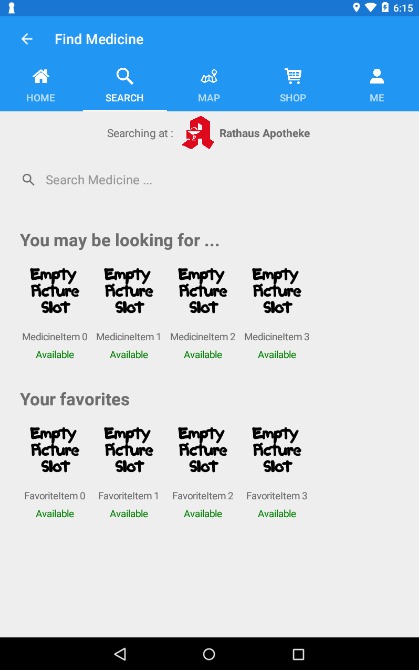 6:15
Find Medicine
HOME SEARCH MAP SHOP ME
Searching at : Rathaus Apotheke
Search Medicine ...
You may be looking for ...
Empty Empty Empty Empty
Picture Picture Picture Picture
Slot Slot Slot Slot
MedicineItem 0 MedicineItem 1 MedicineItem 2 MedicineItem 3
Available Available Available Available
Your favorites
Empty Empty Empty Empty
Picture Picture Picture Picture
Slot Slot Slot Slot
FavoriteItem 0 FavoriteItem 1 FavoriteItem 2 FavoriteItem 3
Available Available Available Available